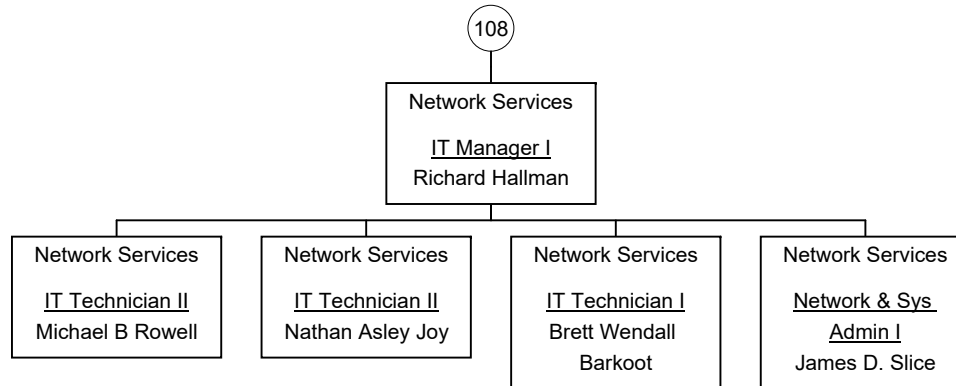 108
Network Services
IT Manager I
Richard Hallman
Network Services
IT Technician II
Michael B Rowell
Network Services
IT Technician II
Nathan Asley Joy
Network Services
IT Technician I
Brett Wendall
Barkoot
Network Services
Network & Sys
Admin I
James D. Slice